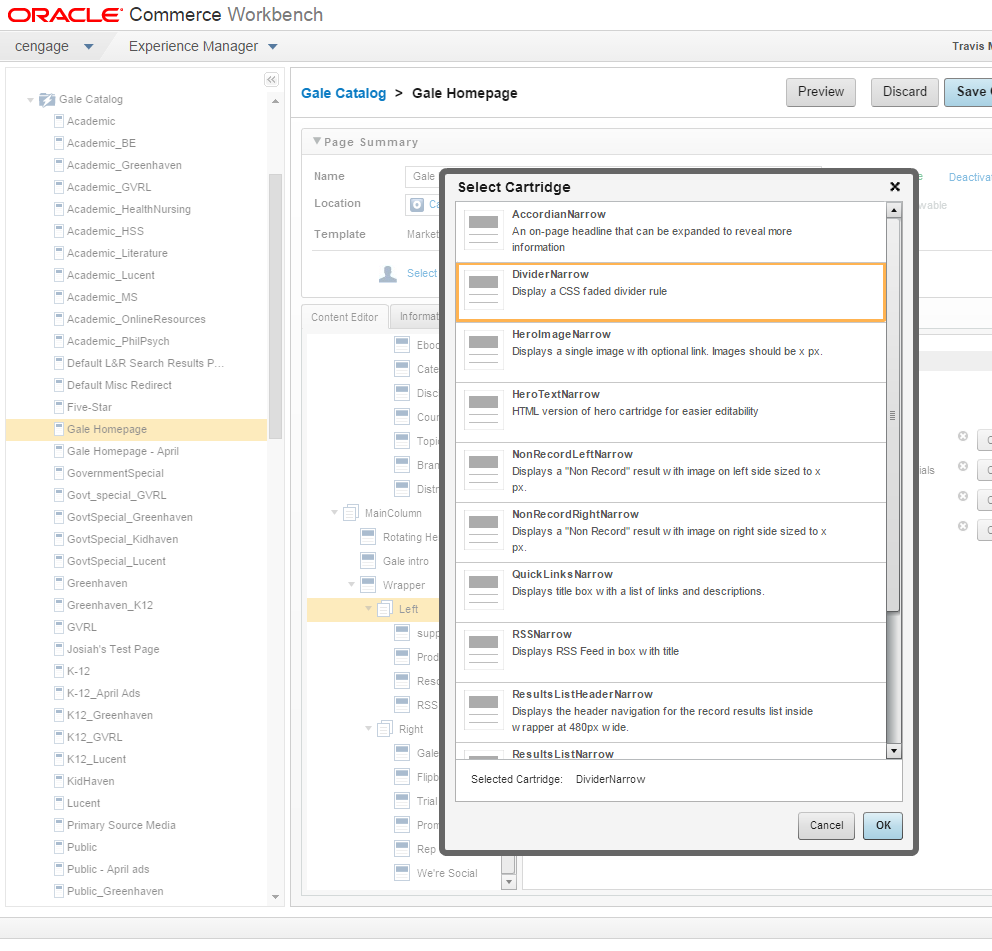 ORACLE Commerce Workbench
cengage Experience Manager Travis M
Gale Catalog
Academic
Academic_BE
Academic_Greenhaven
Academic_GVRL
Academic_HealthNursing
Academic_HSS
Academic_Literature
Academic_Lucent
Academic_MS
Academic_OnlineResources
Academic_PhilPsych
Default L&R Search Results P...
Default Misc Redirect
Five-Star
Gale Homepage
Gale Homepage - April
GovernmentSpecial
Govt_special_GVRL
GovtSpecial_Greenhaven
GovtSpecial_Kidhaven
GovtSpecial_Lucent
Greenhaven
Greenhaven_K12
GVRL
Josiah's Test Page
K-12
K-12_April Ads
K12_Greenhaven
K12_GVRL
K12_Lucent
KidHaven
Lucent
Primary Source Media
Public
Public - April ads
Public_Greenhaven
Gale Catalog > Gale Homepage
Preview
Discard
Save
Page Summary
Name Gale
Location Ca
Template Market
Select
Deactiva
wable
Content Editor Informat
Eboo
Cate
Disc
Cour
Topi
Bran
Distr
MainColumn
Rotating He
Gale intro
Wrapper
Left
supp
Prod
Reso
RSS
Right
Gale
Flipb
Trial
Prom
Rep
We're Social
ials
Select Cartridge
AccordianNarrow
An on-page headline that can be expanded to reveal more
information
DividerNarrow
Display a CSS faded divider rule
HeroImageNarrow
Displays a single image with optional link. Images should be x px.
HeroTextNarrow
HTML version of hero cartridge for easier editability
NonRecordLeftNarrow
Displays a "Non Record" result with image on left side sized to x
px.
NonRecordRightNarrow
Displays a "Non Record" result with image on right side sized to x
px.
QuickLinksNarrow
Displays title box with a list of links and descriptions.
RSSNarrow
Displays RSS Feed in box with title
ResultsListHeaderNarrow
Displays the header navigation for the record results list inside
wrapper at 480px wide.
ResultsListNarrow
Selected Cartridge: DividerNarrow
Cancel
OK